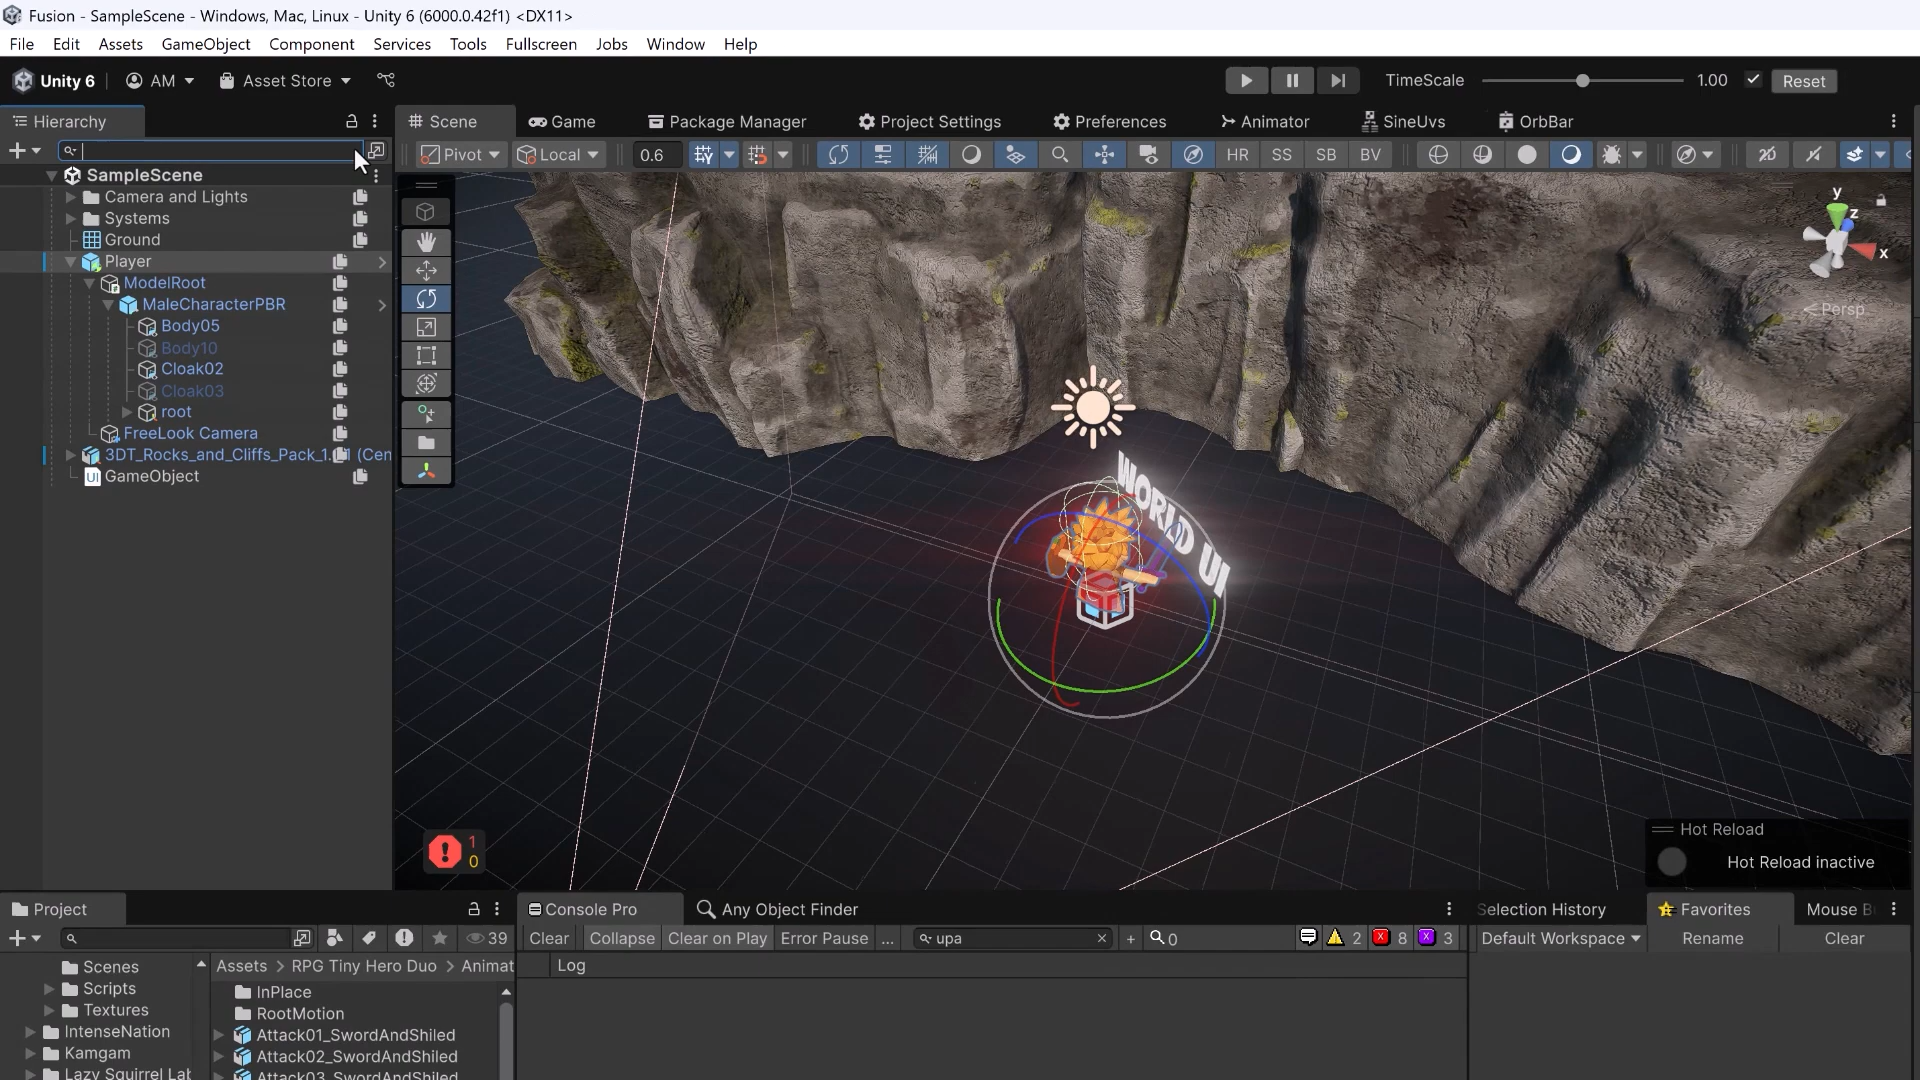 Fusion - SampleScene - Windows, Mac, Linux - Unity 6 (6000.0.42f1) <DX11>
File Edit Assets GameObject Component Services Tools Fullscreen Jobs Window Help
Unity 6 AM Asset Store TimeScale 1.00 Reset
Hierarchy Scene Game Package Manager Project Settings Preferences Animator SineUvs OrbBar
Pivot Local 0.6 HR SS SB BV 2D
SampleScene
Camera and Lights
Systems
Ground
Player
ModelRoot
MaleCharacterPBR
Body05
Body10
Cloak02
Cloak03
root
FreeLook Camera
3DT_Rocks_and_Cliffs_Pack_1. (Cen
UI GameObject
y
z
x
Persp
WORLD UI
1
0
Hot Reload
Hot Reload inactive
Project Console Pro Any Object Finder Selection History Favorites Mouse B
39 Clear Collapse Clear on Play Error Pause ... upa + 0 2 8 3 Default Workspace Rename Clear
Scenes
Scripts
Textures
IntenseNation
Kamgam
Lazy Squirrel Lab
Assets > RPG Tiny Hero Duo > Animat
InPlace
RootMotion
Attack01_SwordAndShiled
Attack02_SwordAndShiled
Attack03_SwordAndShiled
Log